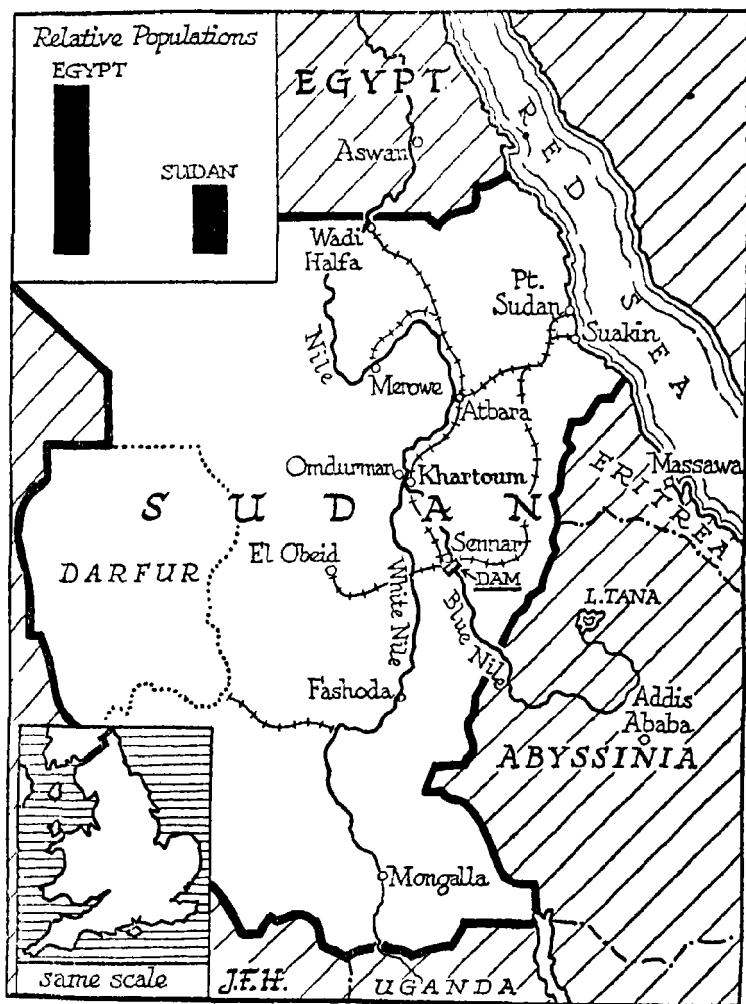 Relative Populations
EGYPT
SUDAN
EGYPT
Aswan
RED SEA
Wadi
Halfa
Pt.
Sudan
Suakin
Nile
Merowe
Atbara
Omdurman
Khartoum
Massawa
ERITREA
SUDAN
Sennar
El Obeid
DARFUR
DAM
White Nile
Blue Nile
L.TANA
Fashoda
Addis
Ababa
ABYSSINIA
Mongalla
same scale
J.F.H.
UGANDA